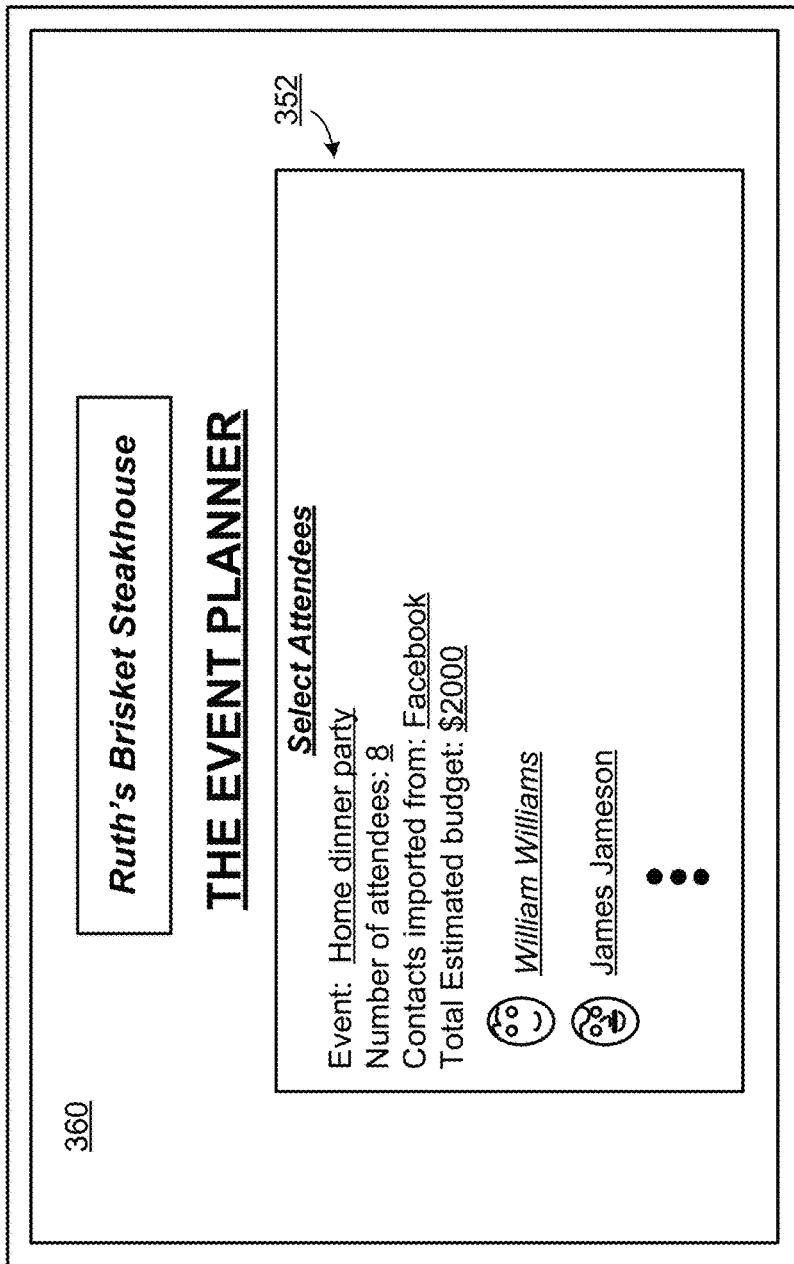 360
Ruth's Brisket Steakhouse
THE EVENT PLANNER
352
Select Attendees
Event: Home dinner party
Number of attendees: 8
Contacts imported from: Facebook
Total Estimated budget: $2000
William Williams
James Jameson